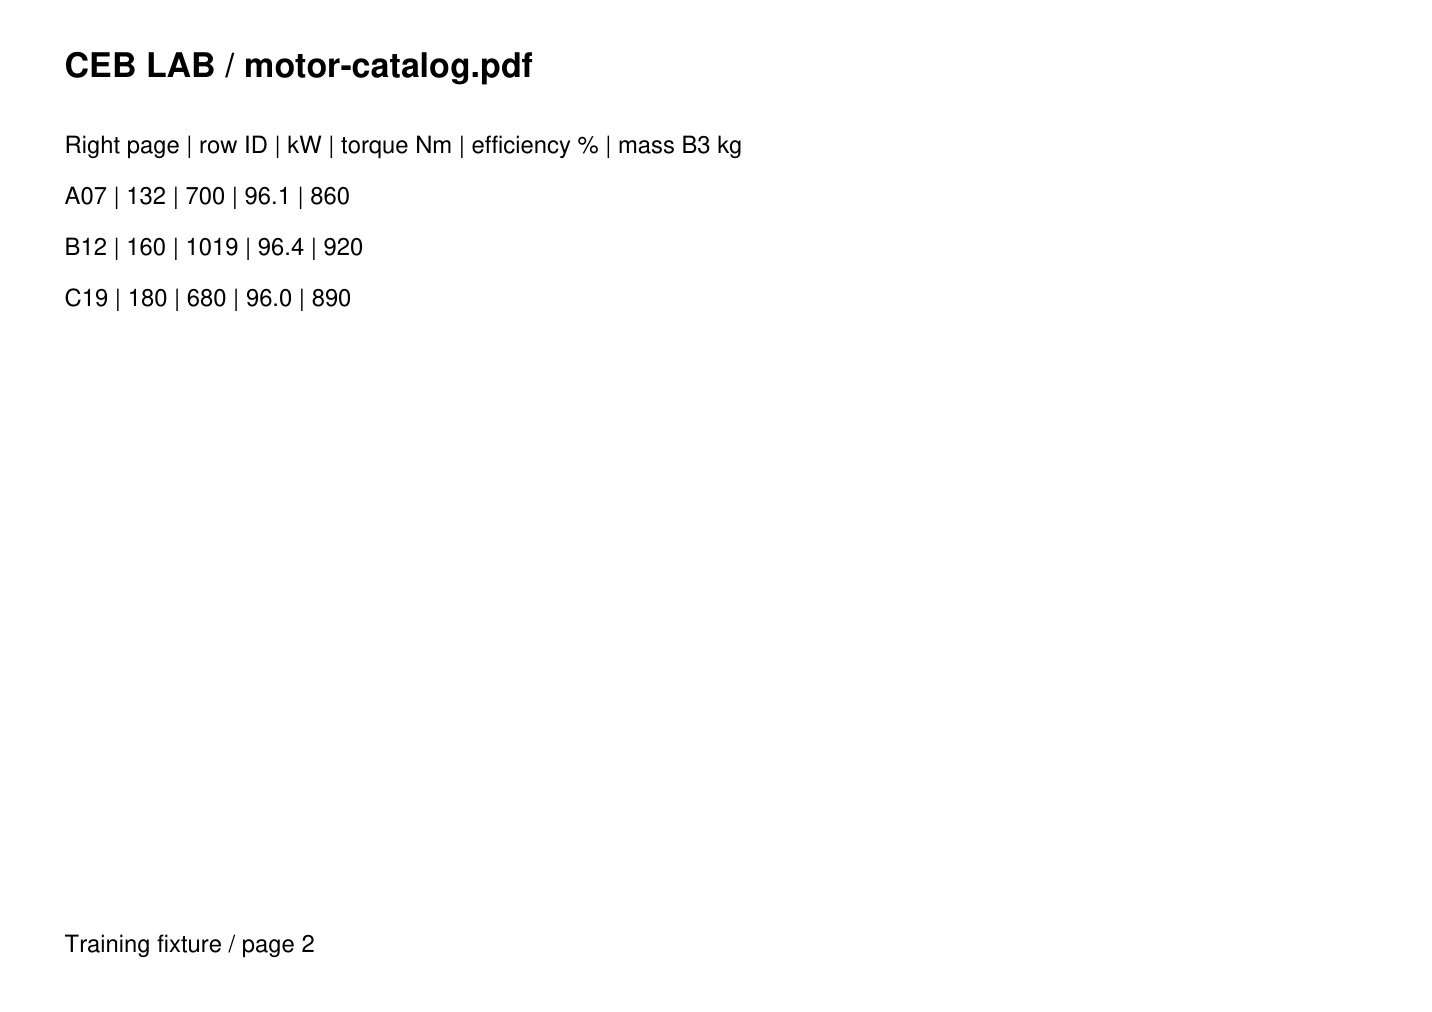 CEB LAB / motor-catalog.pdf
Right page | row ID | kW | torque Nm | efficiency % | mass B3 kg
A07 | 132 | 700 | 96.1 | 860
B12 | 160 | 1019 | 96.4 | 920
C19 | 180 | 680 | 96.0 | 890
Training fixture / page 2